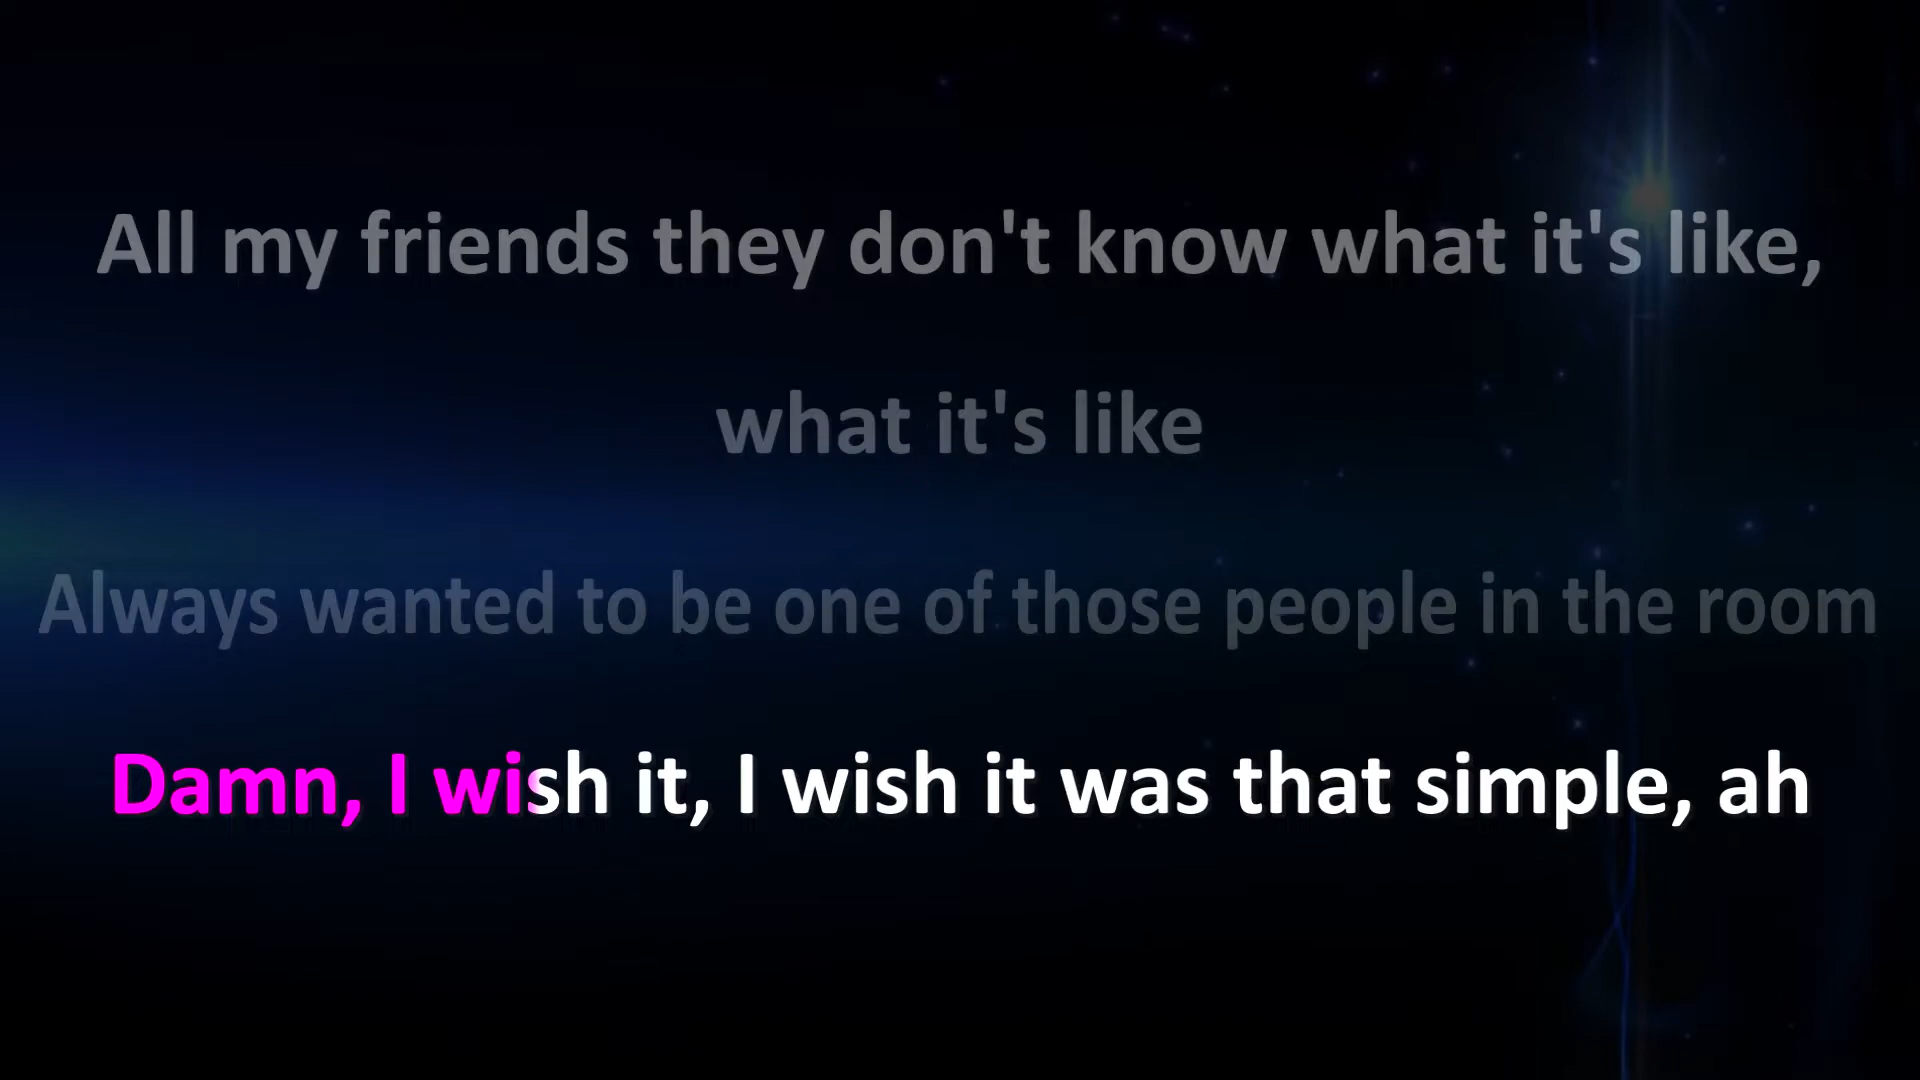 All my friends they don't know what it's like,
what it's like
Always wanted to be one of those people in the room
Damn, I wish it, I wish it was that simple, ah